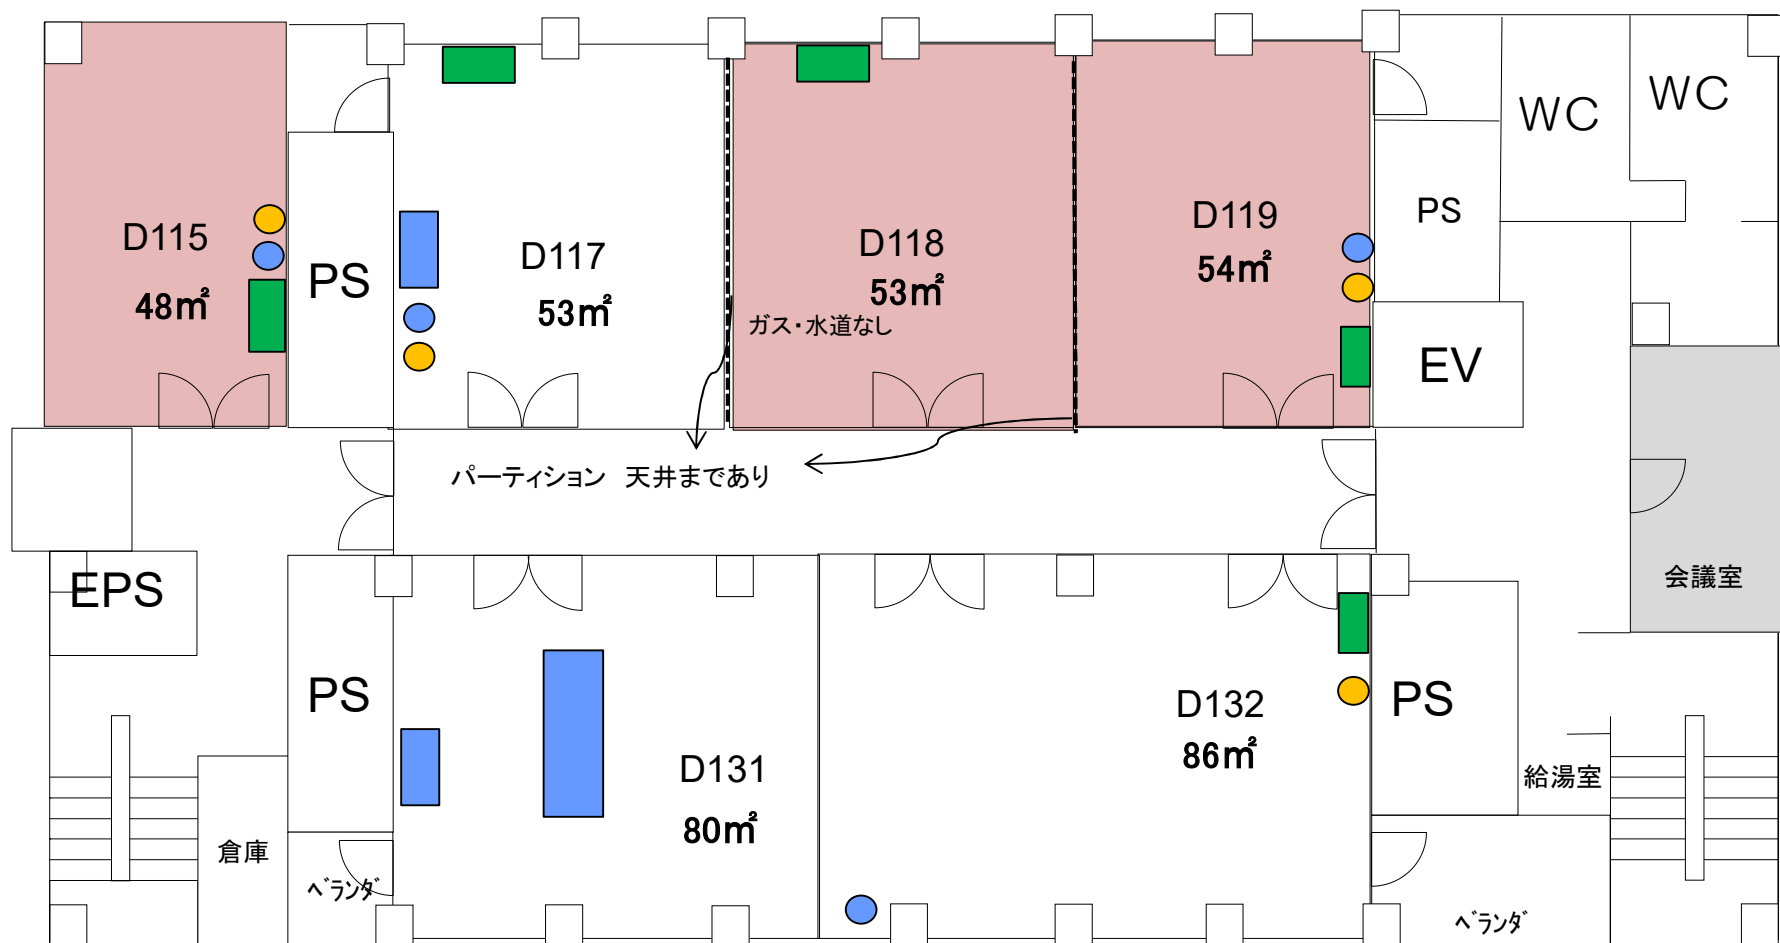 WC
WC
D115
48㎡
PS
D117
53㎡
D118
53㎡
ガス・水道なし
D119
54㎡
PS
EV
パーティション 天井まであり
EPS
会議室
PS
D131
80㎡
D132
86㎡
PS
給湯室
倉庫
ベランダ
ベランダ